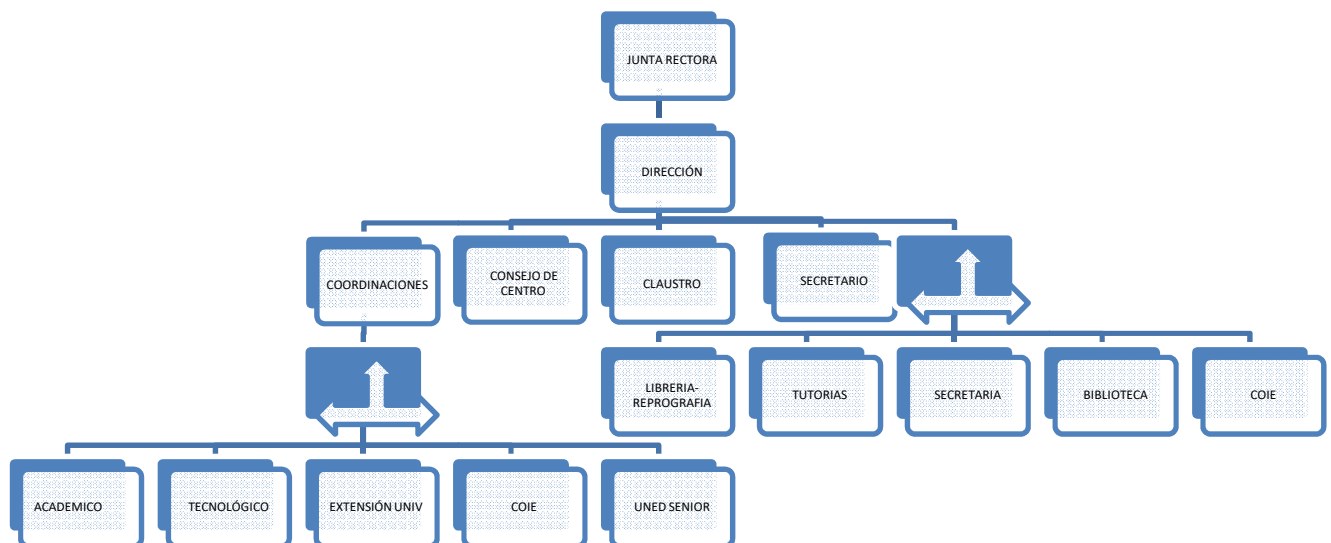 JUNTA RECTORA
DIRECCIÓN
COORDINACIONES
CONSEJO DE
CENTRO
CLAUSTRO
SECRETARIO
LIBRERIA-
REPROGRAFIA
TUTORIAS
SECRETARIA
BIBLIOTECA
COIE
ACADEMICO
TECNOLÓGICO
EXTENSIÓN UNIV
COIE
UNED SENIOR